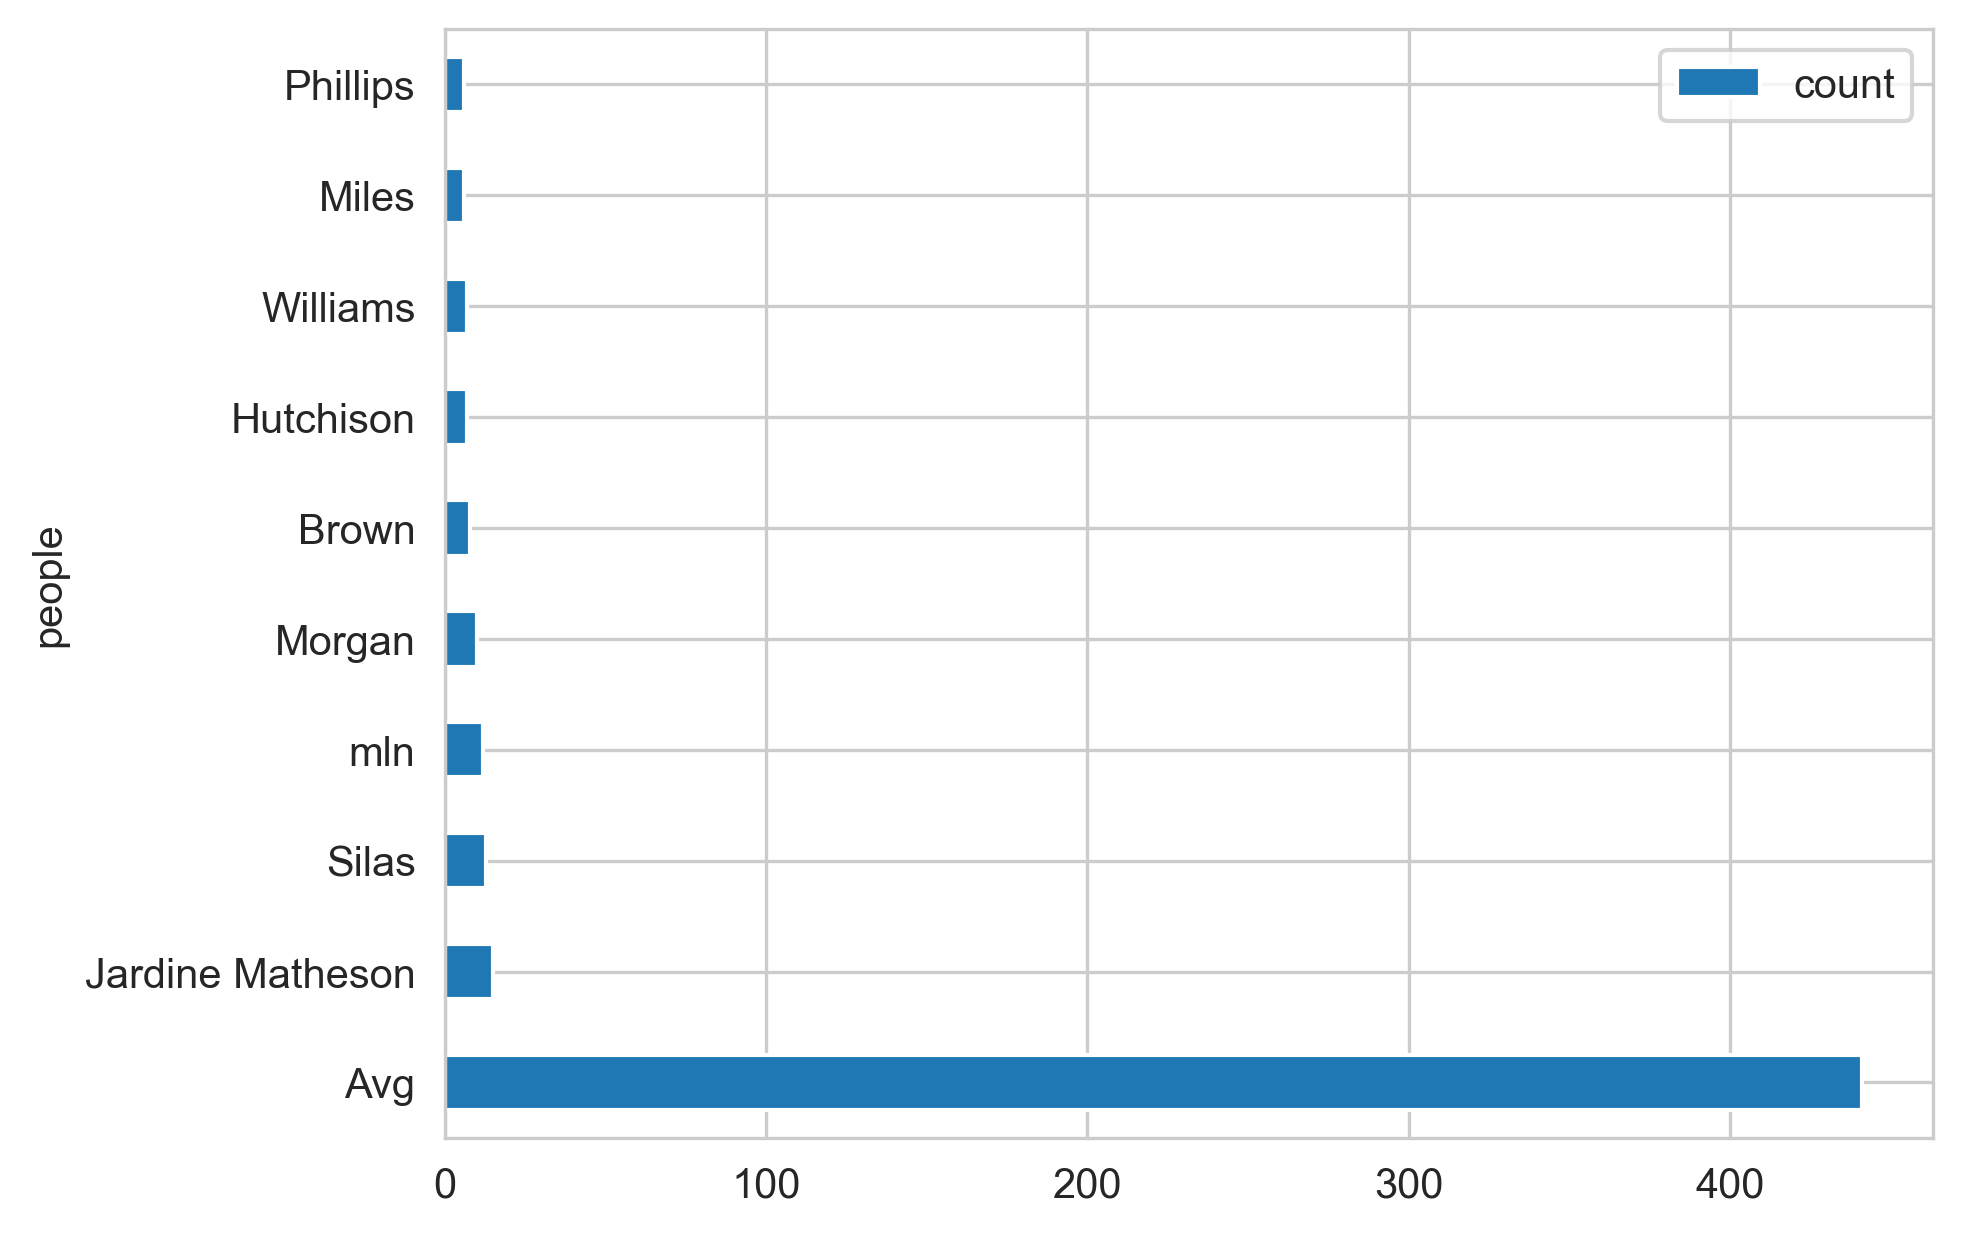 Phillips
count
Miles
Williams
Hutchison
Brown
people
Morgan
mln
Silas
Jardine Matheson
Avg
0 100 200 300 400